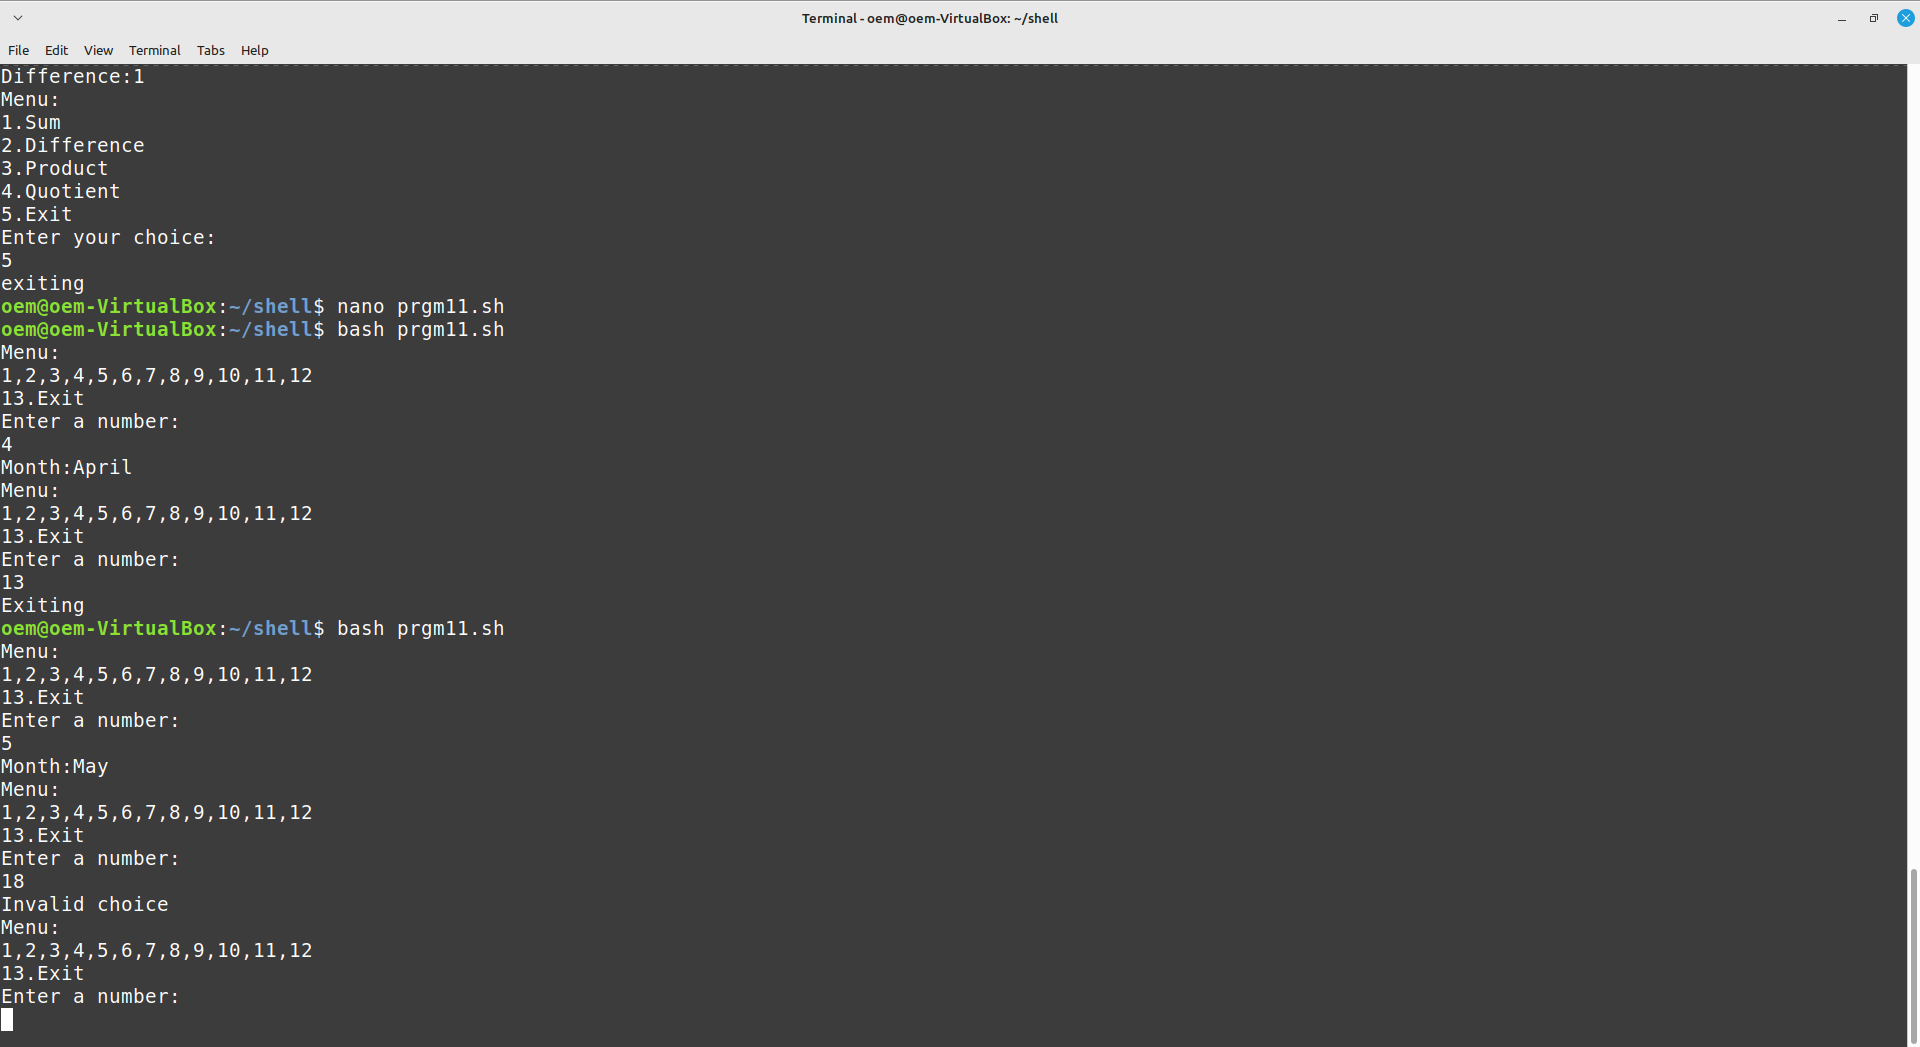 Terminal - oem@oem-VirtualBox: ~/shell
File Edit View Terminal Tabs Help
Difference:1
Menu:
1.Sum
2.Difference
3.Product
4.Quotient
5.Exit
Enter your choice:
5
exiting
oem@oem-VirtualBox:~/shell$ nano prgm11.sh
oem@oem-VirtualBox:~/shell$ bash prgm11.sh
Menu:
1,2,3,4,5,6,7,8,9,10,11,12
13.Exit
Enter a number:
4
Month:April
Menu:
1,2,3,4,5,6,7,8,9,10,11,12
13.Exit
Enter a number:
13
Exiting
oem@oem-VirtualBox:~/shell$ bash prgm11.sh
Menu:
1,2,3,4,5,6,7,8,9,10,11,12
13.Exit
Enter a number:
5
Month:May
Menu:
1,2,3,4,5,6,7,8,9,10,11,12
13.Exit
Enter a number:
18
Invalid choice
Menu:
1,2,3,4,5,6,7,8,9,10,11,12
13.Exit
Enter a number: